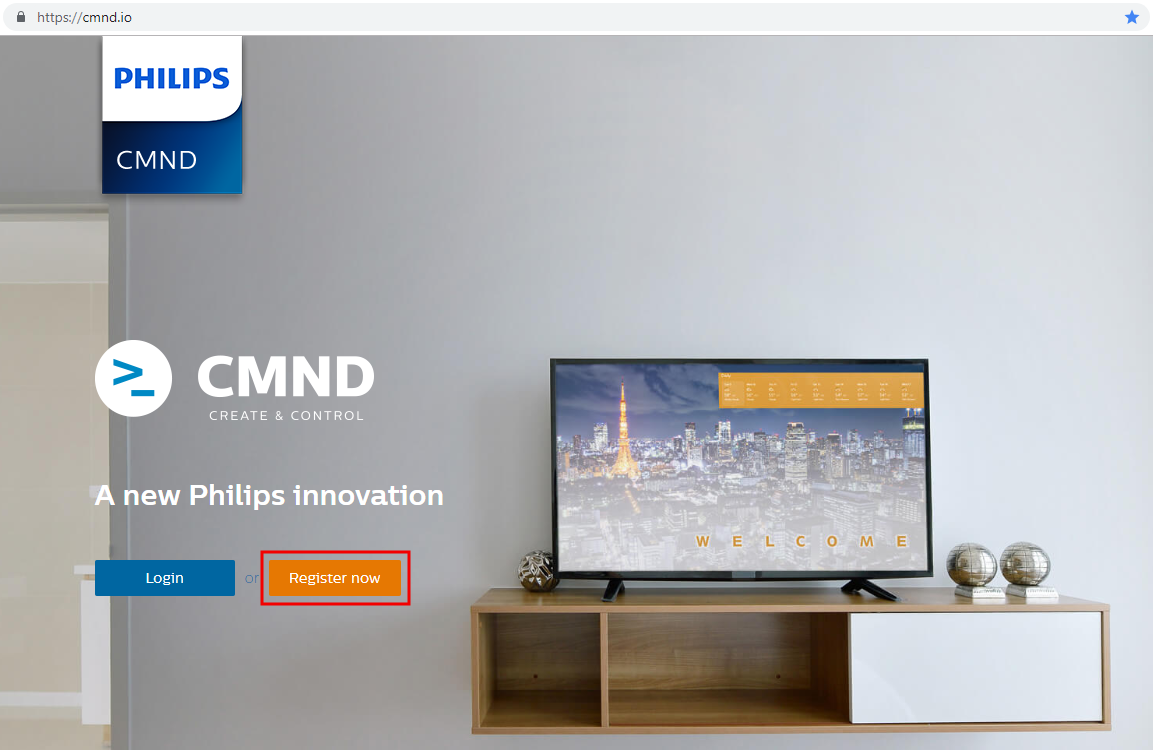 https://cmnd.io
PHILIPS
CMND
CMND
CREATE & CONTROL
A new Philips innovation
Login or Register now
W E L C O M E